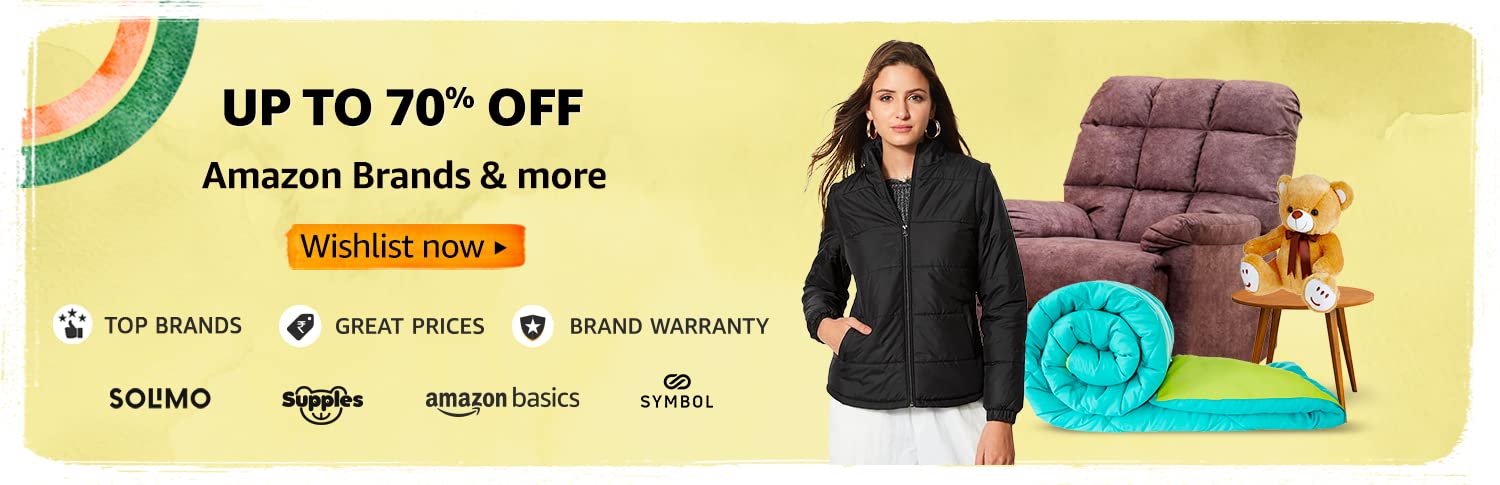 UP TO 70% OFF
Amazon Brands & more
Wishlist now ▸
TOP BRANDS GREAT PRICES BRAND WARRANTY
SOLIMO Supples amazon basics SYMBOL